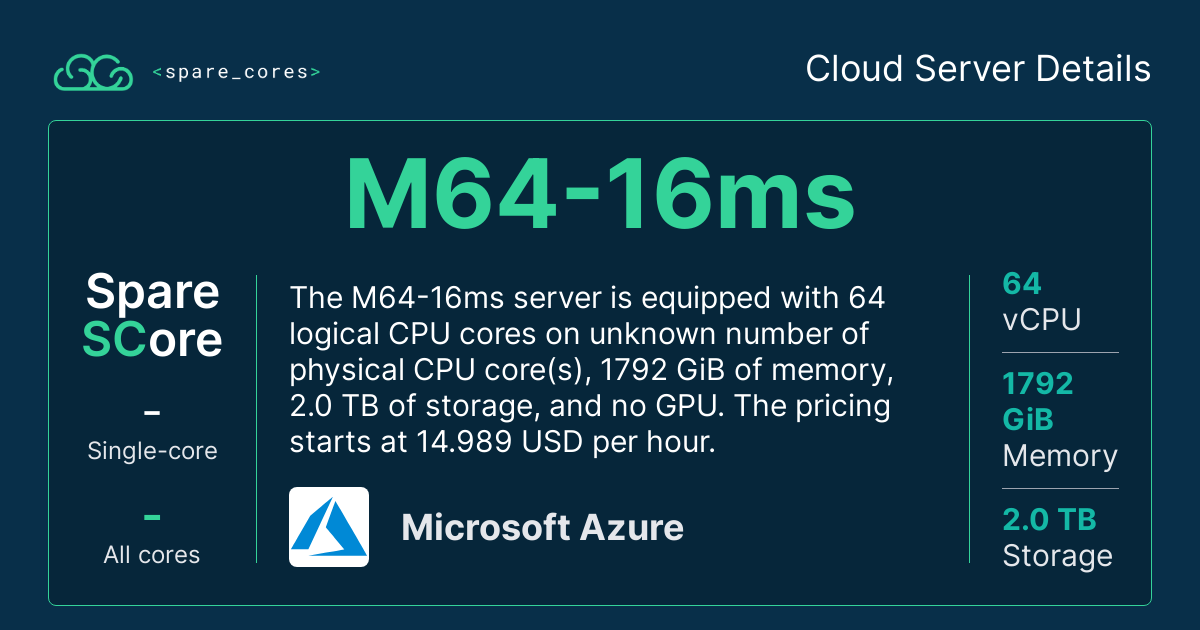 <spare_cores>
Cloud Server Details
M64-16ms
Spare
SCore
-
Single-core
-
All cores
The M64-16ms server is equipped with 64
logical CPU cores on unknown number of
physical CPU core(s), 1792 GiB of memory,
2.0 TB of storage, and no GPU. The pricing
starts at 14.989 USD per hour.
Microsoft Azure
64
vCPU
1792
GiB
Memory
2.0 TB
Storage